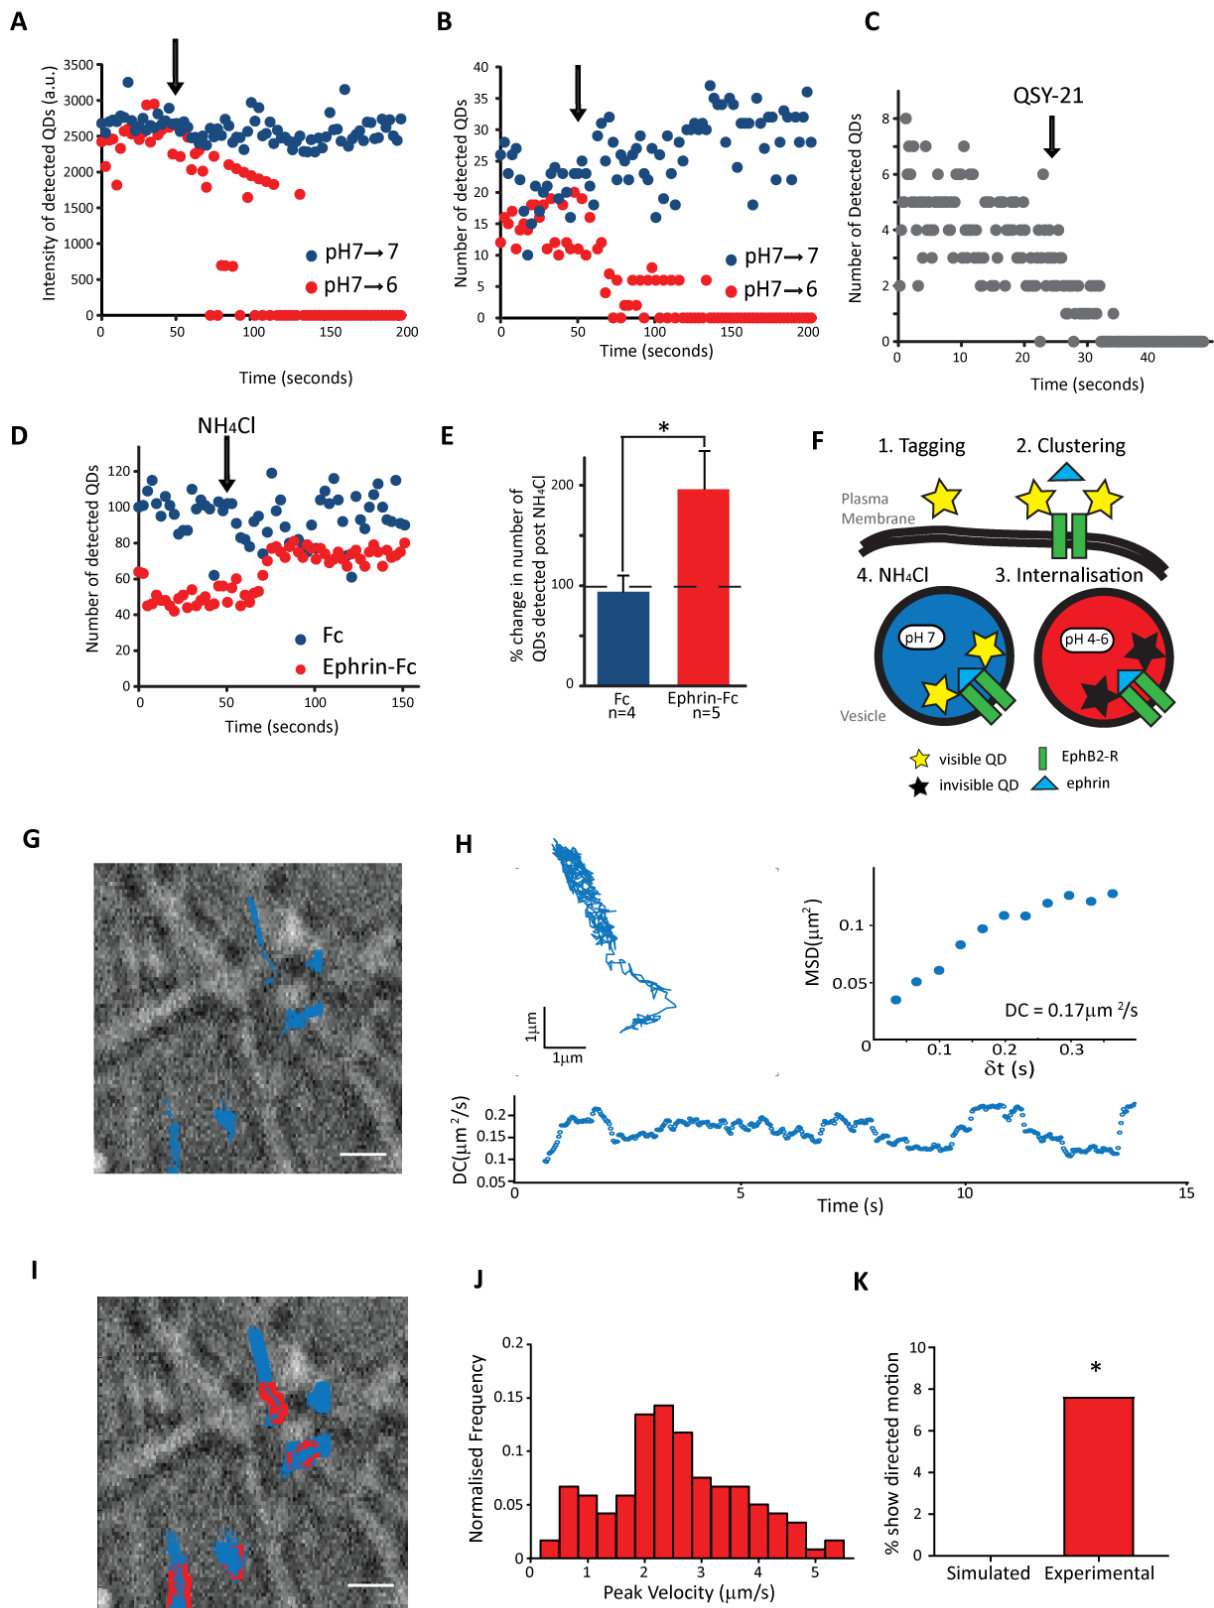 A
Intensity of detected QDs (a.u.)
3500
3000
2500
2000
1500
1000
500
0
pH7→7
pH7→6
0
50
100
150
200
Time (seconds)
B
Number of detected QDs
40
35
30
25
20
15
10
5
0
pH7→7
pH7→6
0
50
100
150
200
Time (seconds)
C
QSY-21
Number of Detected QDs
8
6
4
2
0
0
10
20
30
40
Time (seconds)
D
NH₄Cl
Number of detected QDs
120
100
80
60
40
20
0
Fc
Ephrin-Fc
0
50
100
150
Time (seconds)
E
*
% change in number of
QDs detected post NH₄Cl
200
100
0
Fc
n=4
Ephrin-Fc
n=5
F
1. Tagging
2. Clustering
Plasma
Membrane
4. NH₄Cl
3. Internalisation
pH 7
pH 4-6
Vesicle
visible QD
EphB2-R
invisible QD
ephrin
G
H
1μm
1μm
MSD(μm²)
0.1
0.05
0
DC = 0.17μm²/s
0.1
0.2
0.3
δt (s)
DC(μm²/s)
0.2
0.15
0.1
0.05
0
5
10
15
Time (s)
I
J
Normalised Frequency
0.2
0.15
0.1
0.05
0
0
1
2
3
4
5
Peak Velocity (μm/s)
K
% show directed motion
10
8
6
4
2
0
*
Simulated
Experimental